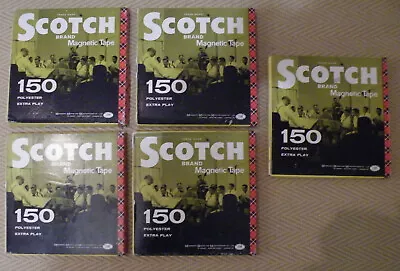 SCOTCH
BRAND
Magnetic Tape
150
POLYESTER
EXTRA PLAY
SCOTCH
BRAND
Magnetic Tape
150
POLYESTER
EXTRA PLAY
SCOTCH
BRAND
Magnetic Tape
150
POLYESTER
EXTRA PLAY
SCOTCH
BRAND
Magnetic Tape
150
POLYESTER
EXTRA PLAY
SCOTCH
BRAND
Magnetic Tape
150
POLYESTER
EXTRA PLAY